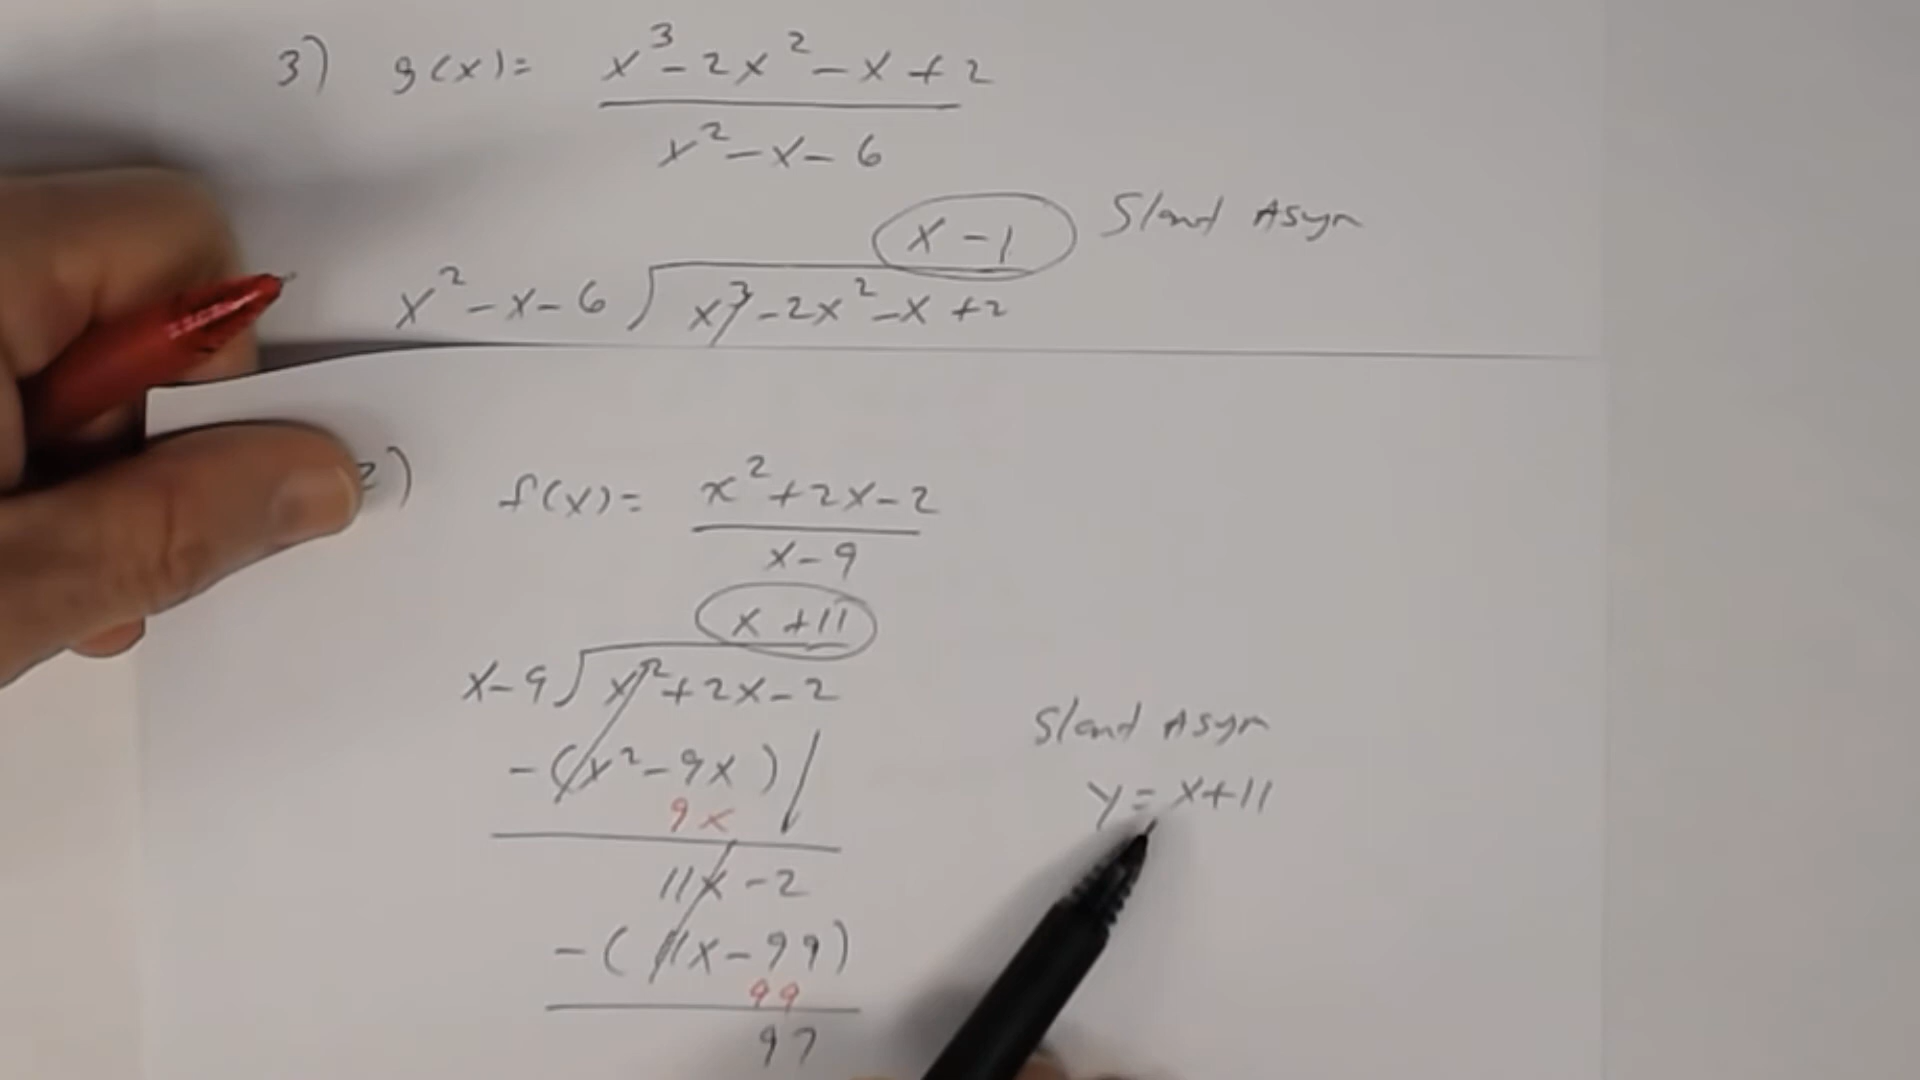 3) g(x)= x³-2x²-x+2
x²-x-6
x-1 Slant Asym
x²-x-6 x³-2x²-x+2
2) f(x)= x²+2x-2
x-9
x+11
x-9 x²+2x-2
-(x²-9x)
9x
11x-2
-(11x-99)
99
97
Slant Asym
y=x+11